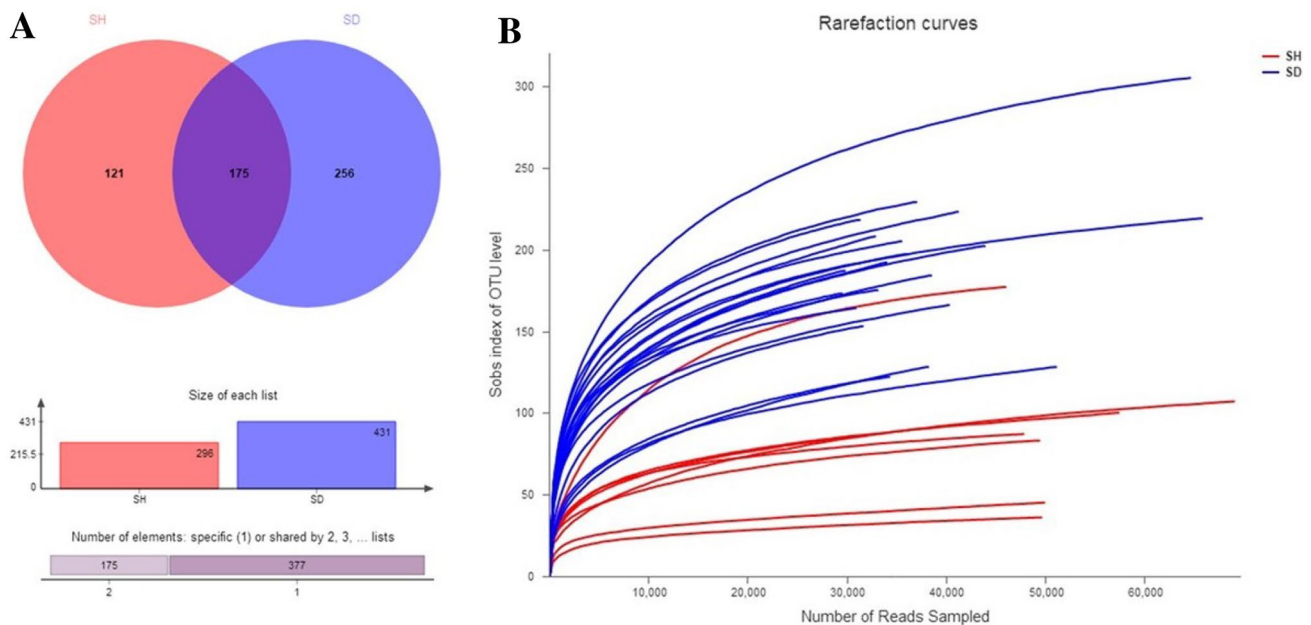 A
SH
SD
121
175
256
Size of each list
431
215.5
0
296
431
SH
SD
Number of elements: specific (1) or shared by 2, 3, ... lists
175
377
2
1
B
Rarefaction curves
SH
SD
Sobs index of OTU level
300
250
200
150
100
50
0
10,000
20,000
30,000
40,000
50,000
60,000
Number of Reads Sampled